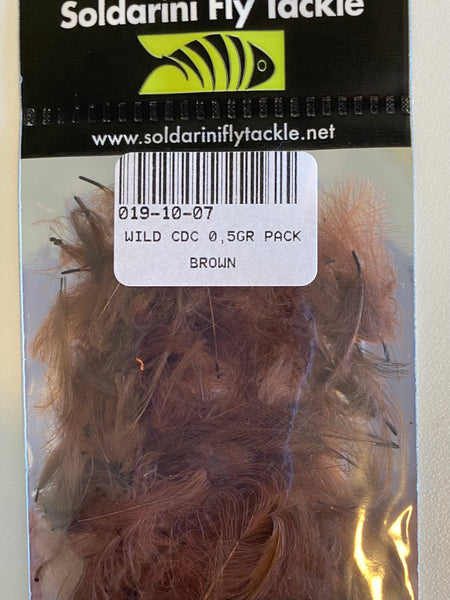 Soldarini Fly Tackle
www.soldariniflytackle.net
019-10-07
WILD CDC 0,5GR PACK
BROWN